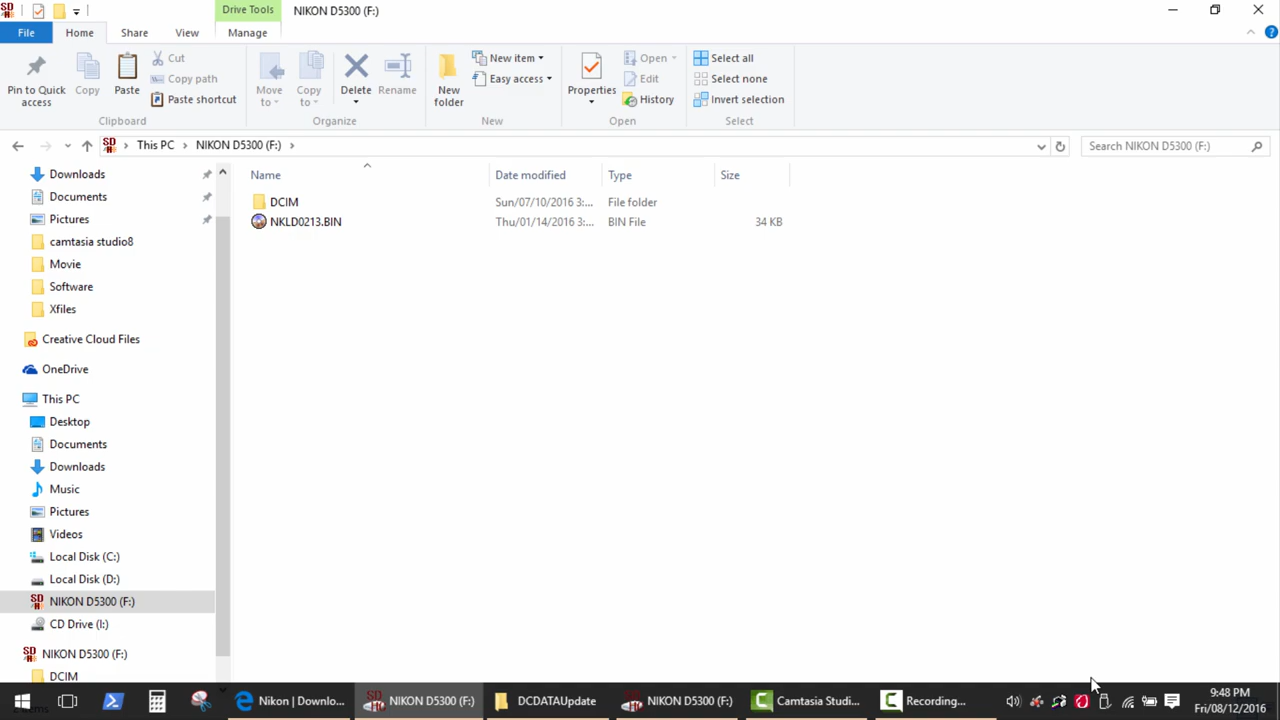 Drive Tools NIKON D5300 (F:)
File Home Share View Manage
Pin to Quick access
Copy
Paste
Cut
Copy path
Paste shortcut
Clipboard
Move to
Copy to
Delete
Rename
Organize
New folder
New item
Easy access
New
Properties
Open
Edit
History
Open
Select all
Select none
Invert selection
Select
This PC NIKON D5300 (F:)
Search NIKON D5300 (F:)
Name Date modified Type Size
DCIM Sun/07/10/2016 3:... File folder
NKLD0213.BIN Thu/01/14/2016 3:... BIN File 34 KB
Downloads
Documents
Pictures
camtasia studio8
Movie
Software
Xfiles
Creative Cloud Files
OneDrive
This PC
Desktop
Documents
Downloads
Music
Pictures
Videos
Local Disk (C:)
Local Disk (D:)
NIKON D5300 (F:)
CD Drive (I:)
NIKON D5300 (F:)
DCIM
Nikon | Downlo...
NIKON D5300 (F:)
DCDATAUpdate
NIKON D5300 (F:)
Camtasia Studi...
Recording...
9:48 PM
Fri/08/12/2016